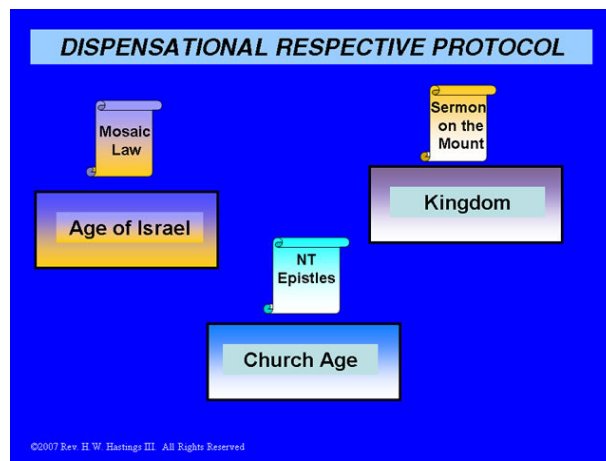 DISPENSATIONAL RESPECTIVE PROTOCOL
Mosaic
Law
Age of Israel
Sermon
on the
Mount
Kingdom
NT
Epistles
Church Age
©2007 Rev. H.W. Hastings III. All Rights Reserved